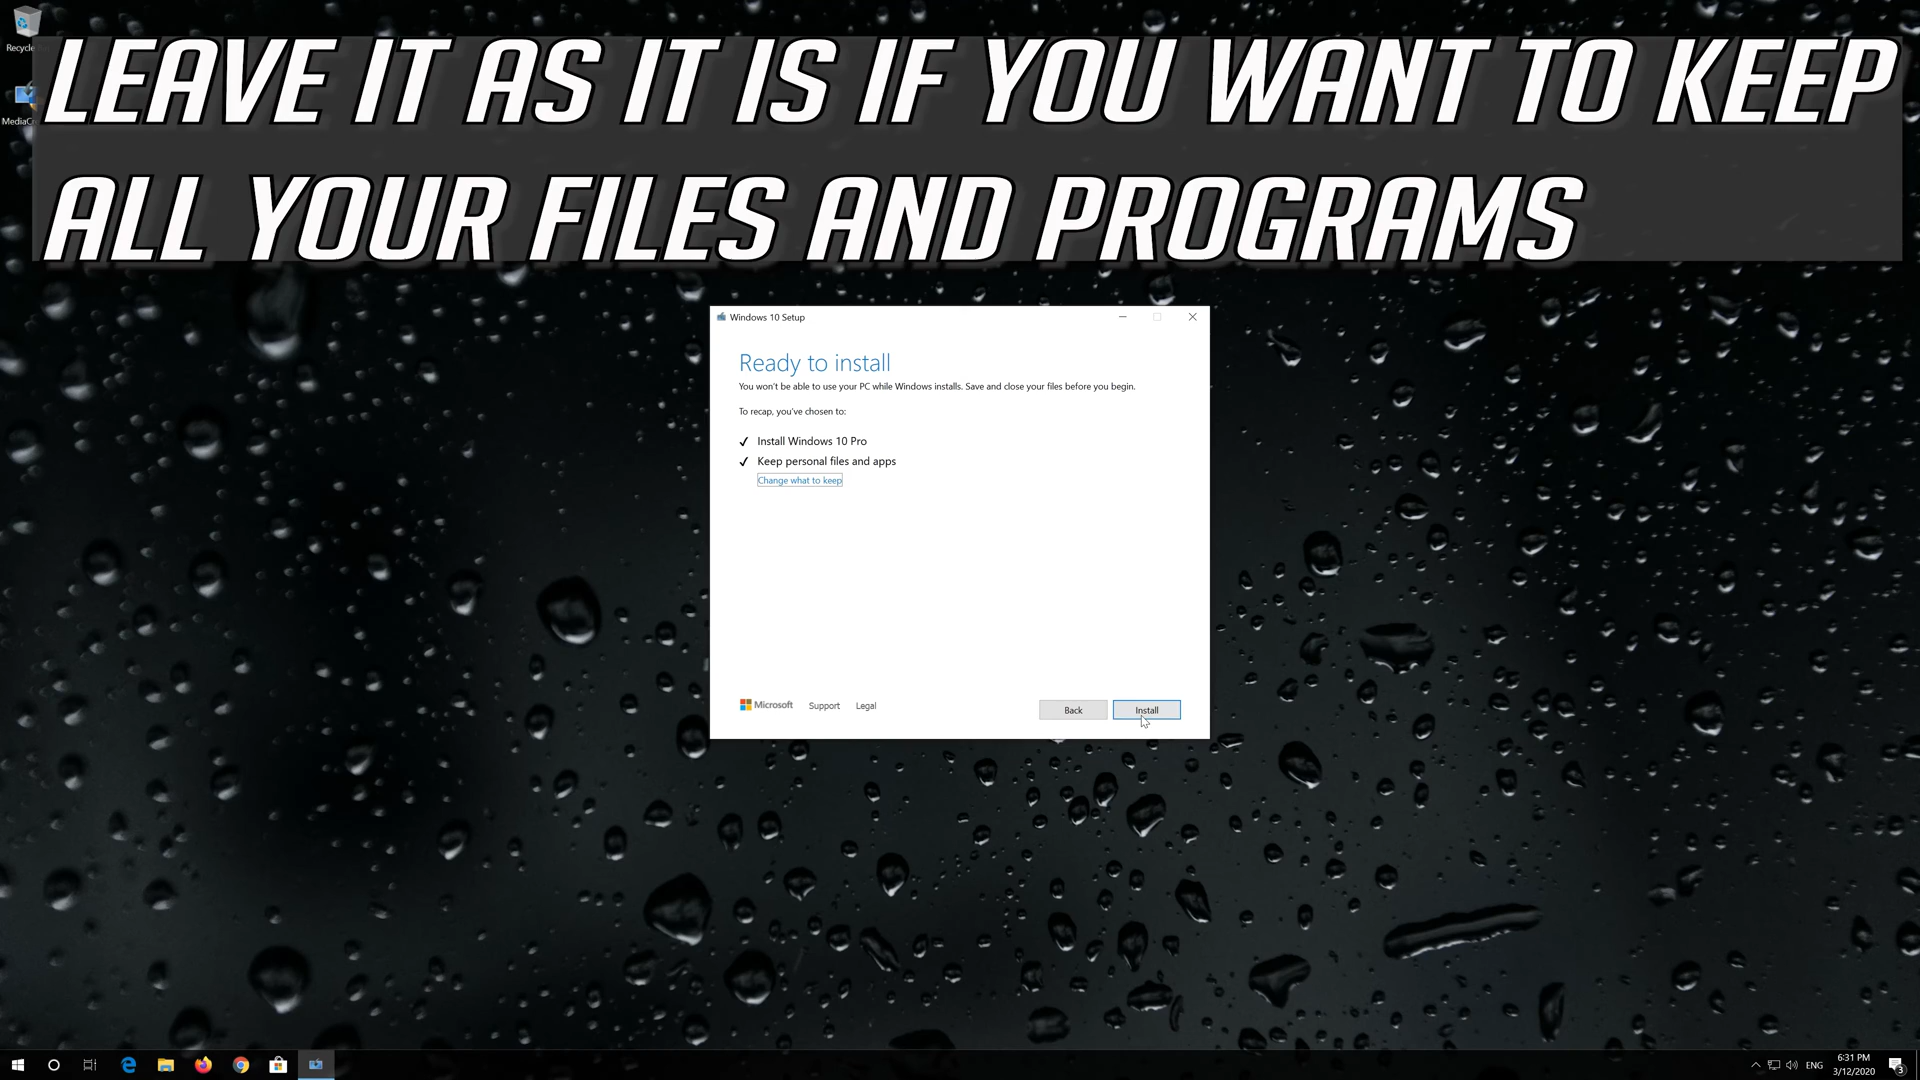 Recycle
MediaCr
LEAVE IT AS IT IS IF YOU WANT TO KEEP
ALL YOUR FILES AND PROGRAMS
Windows 10 Setup
Ready to install
You won't be able to use your PC while Windows installs. Save and close your files before you begin.
To recap, you've chosen to:
Install Windows 10 Pro
Keep personal files and apps
Change what to keep
Microsoft
Support
Legal
Back
Install
ENG
6:31 PM
3/12/2020
3